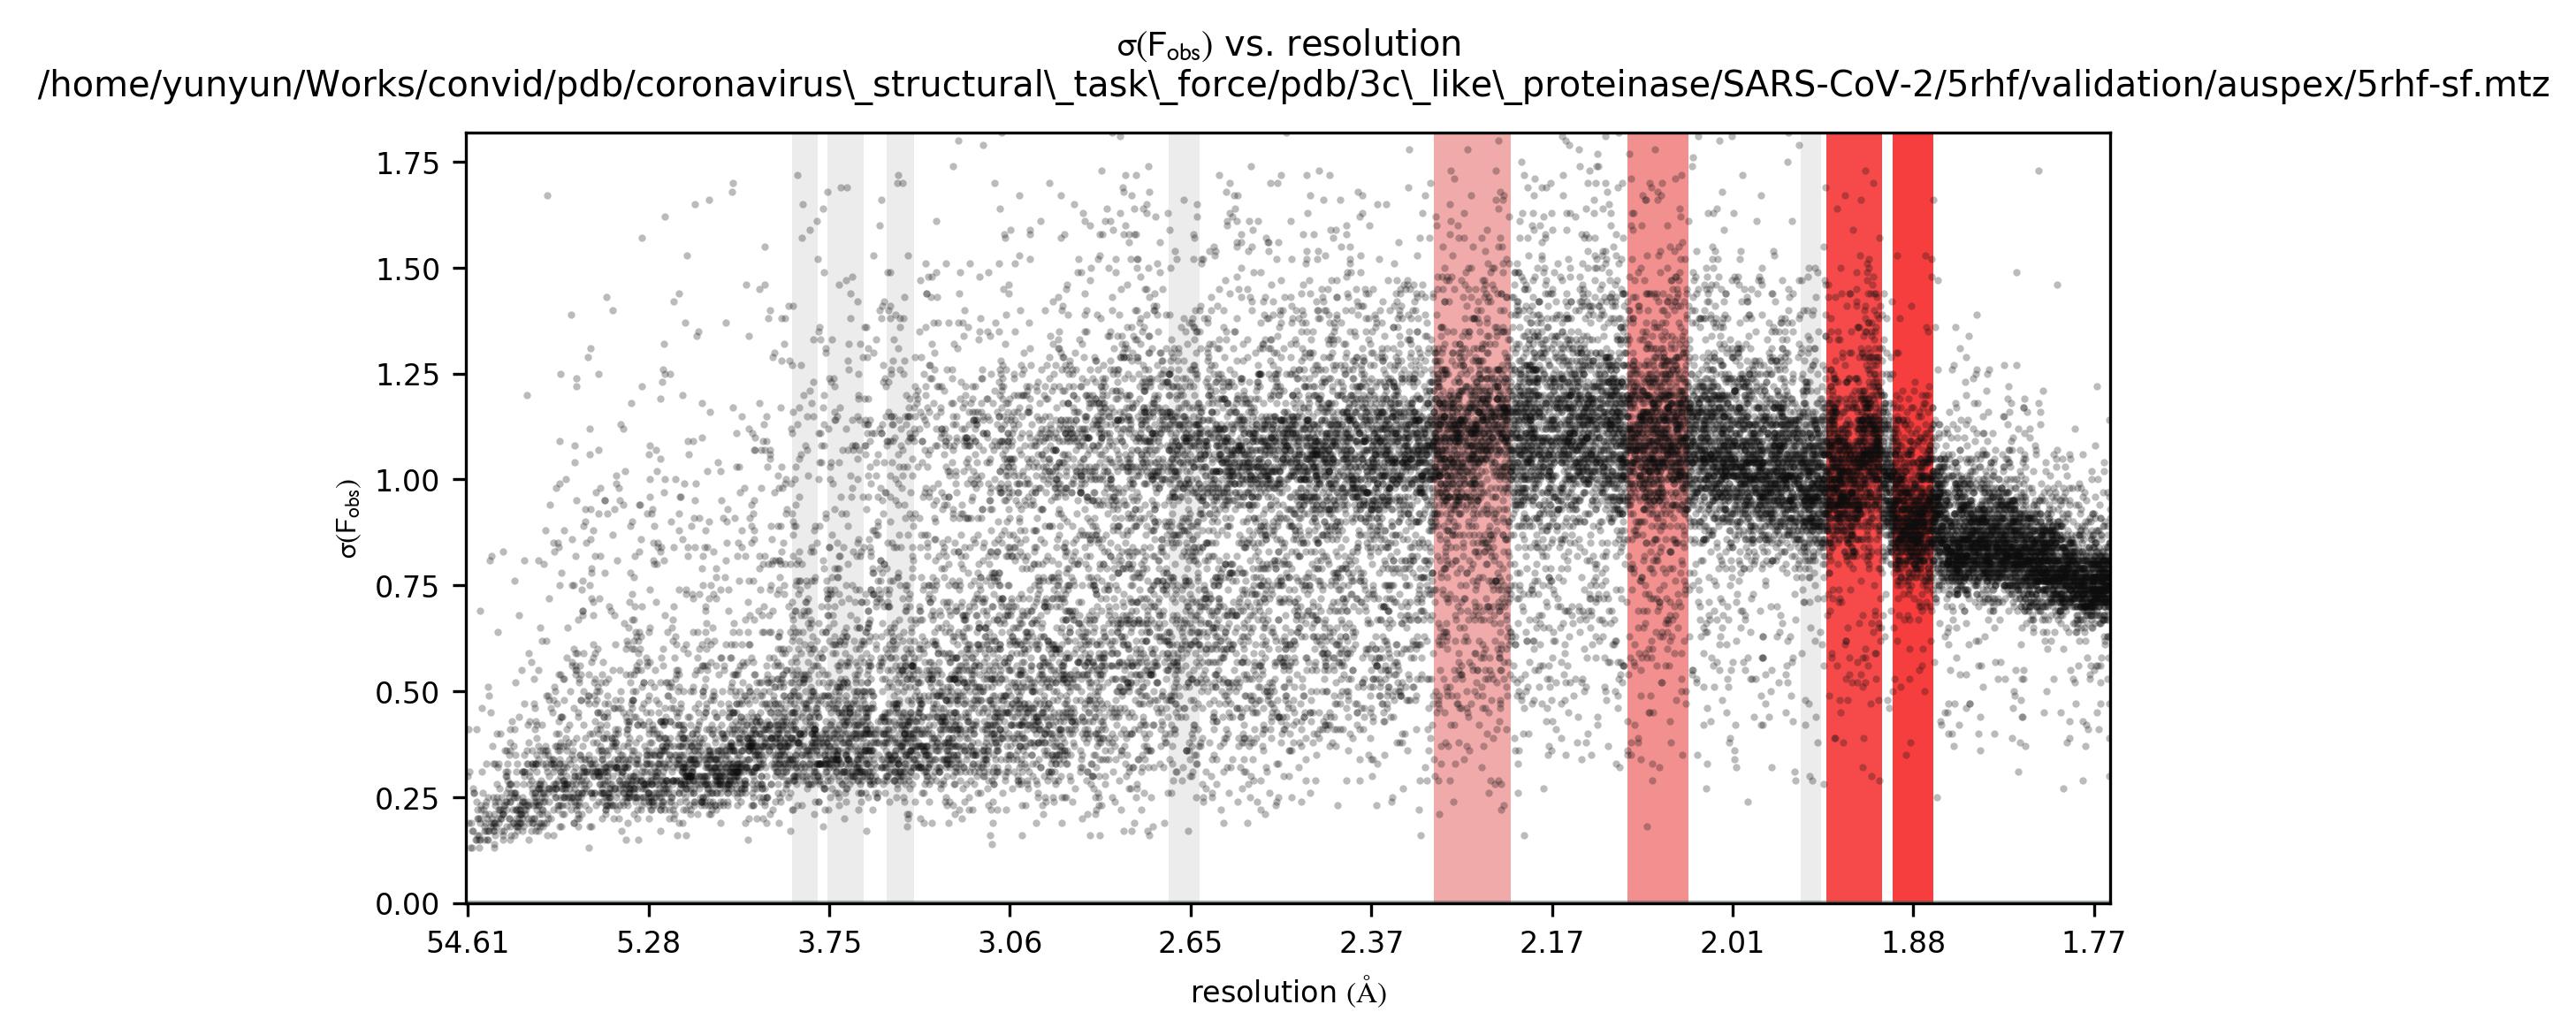 σ(F_obs) vs. resolution
/home/yunyun/Works/convid/pdb/coronavirus\_structural\_task\_force/pdb/3c\_like\_proteinase/SARS-CoV-2/5rhf/validation/auspex/5rhf-sf.mtz
1.75
1.50
1.25
1.00
0.75
0.50
0.25
0.00
σ(F_obs)
54.61 5.28 3.75 3.06 2.65 2.37 2.17 2.01 1.88 1.77
resolution (Å)